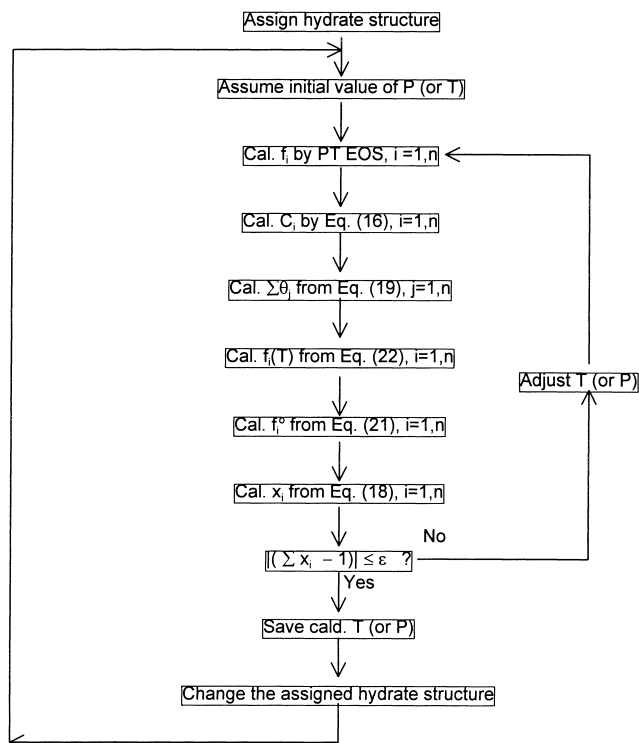 Assign hydrate structure
Assume initial value of P (or T)
Cal. fᵢ by PT EOS, i =1,n
Cal. Cᵢ by Eq. (16), i=1,n
Cal. ∑θⱼ from Eq. (19), j=1,n
Cal. fᵢ(T) from Eq. (22), i=1,n
Adjust T (or P)
Cal. fᵢ° from Eq. (21), i=1,n
Cal. xᵢ from Eq. (18), i=1,n
No
|( ∑ xᵢ − 1)| ≤ ε ?
Yes
Save cald. T (or P)
Change the assigned hydrate structure